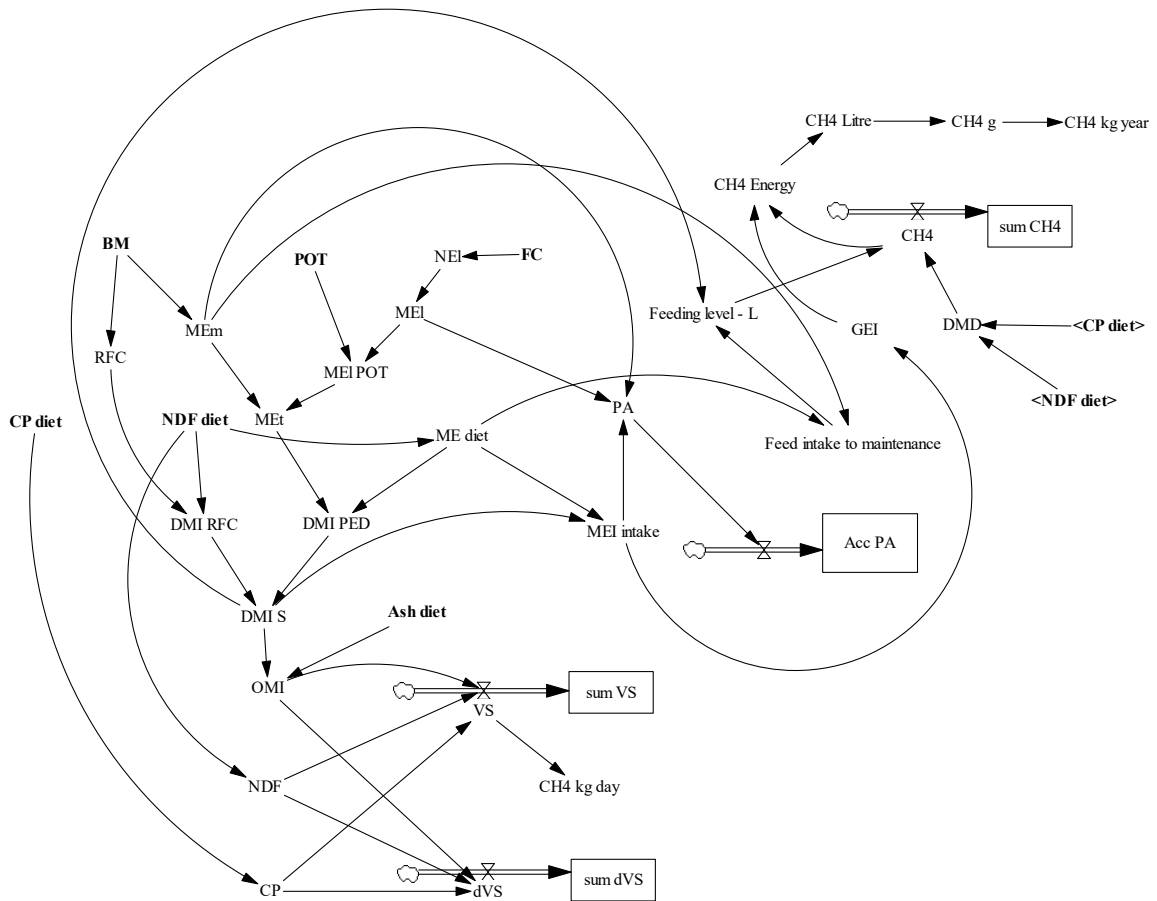 CH4 Litre
CH4 g
CH4 kg year
CH4 Energy
sum CH4
CH4
BM
POT
NEl
FC
MEm
MEl
Feeding level - L
GEI
DMD
<CP diet>
RFC
MEl POT
<NDF diet>
CP diet
NDF diet
MEt
PA
ME diet
Feed intake to maintenance
DMI RFC
DMI PED
MEI intake
Acc PA
DMI S
Ash diet
OMI
sum VS
VS
NDF
CH4 kg day
CP
dVS
sum dVS